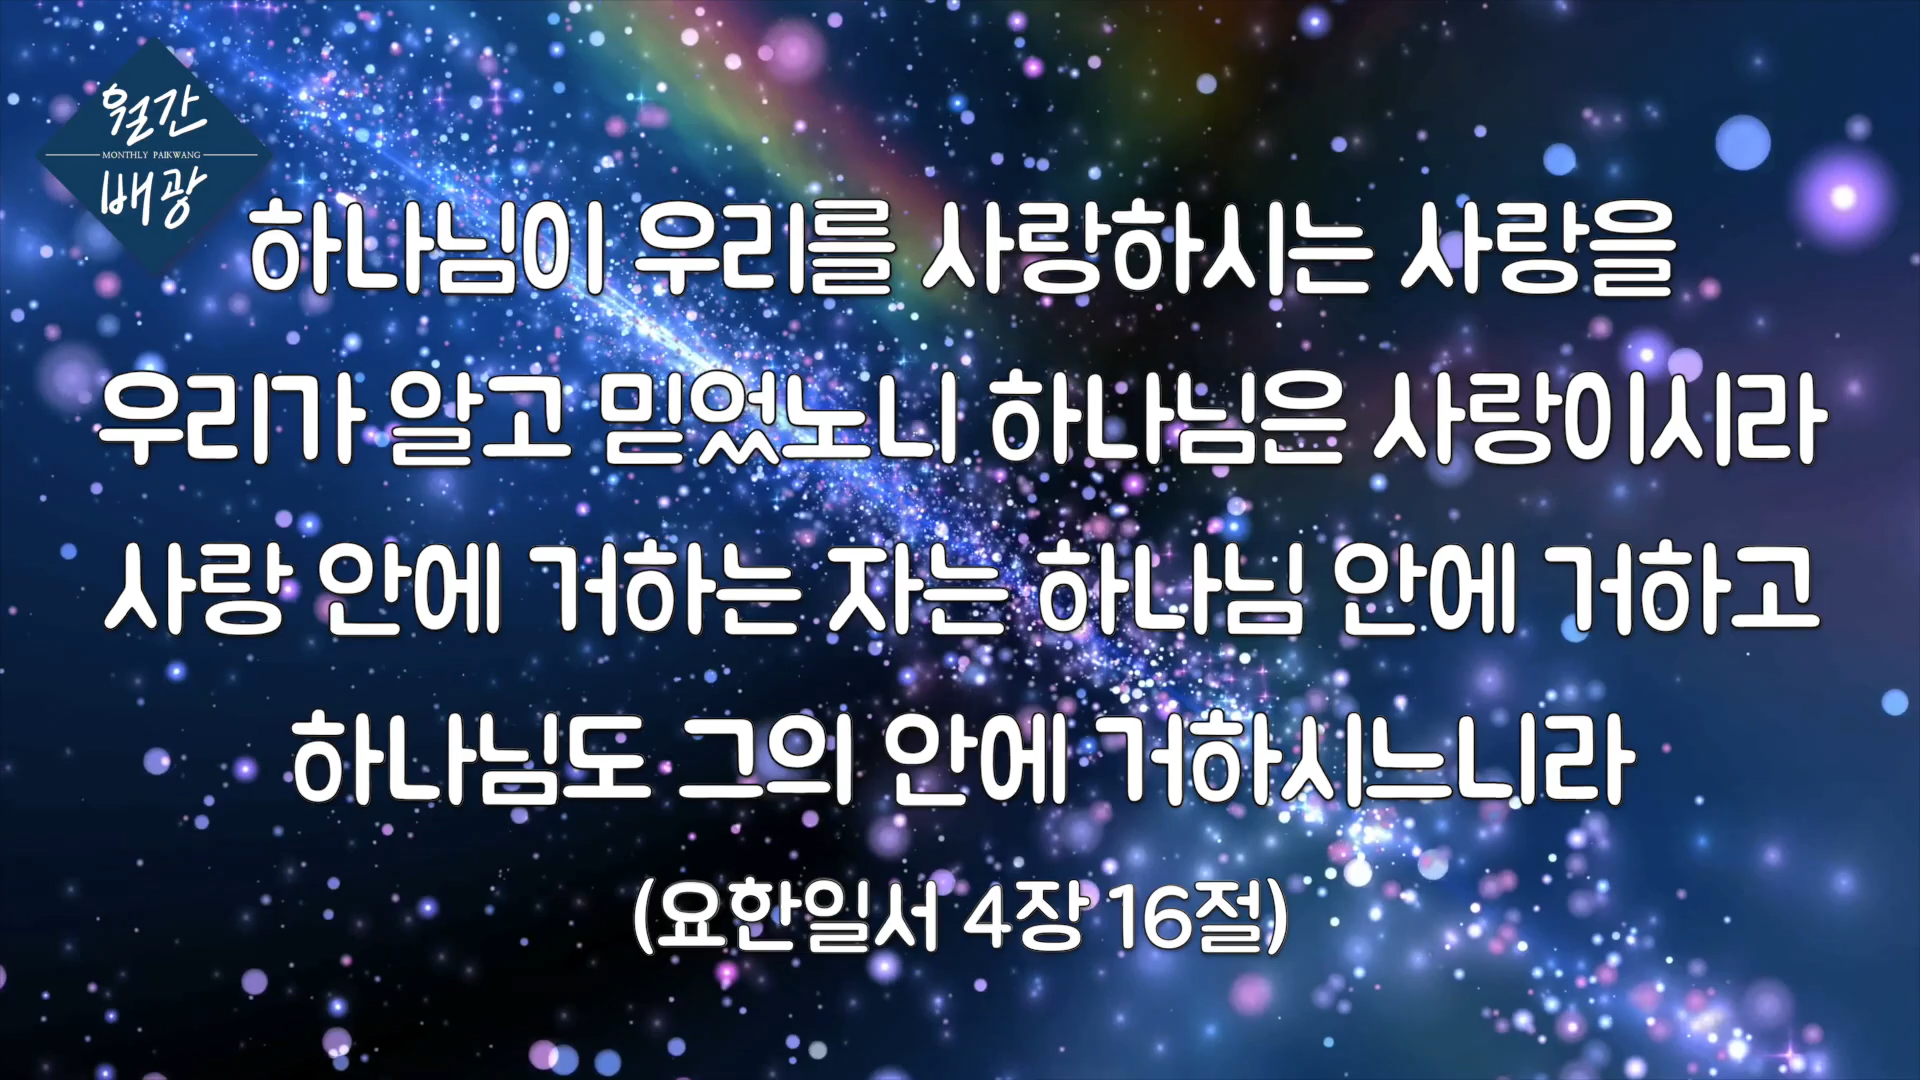 월간
MONTHLY PAIKWANG
배광
하나님이 우리를 사랑하시는 사랑을
우리가 알고 믿었노니 하나님은 사랑이시라
사랑 안에 거하는 자는 하나님 안에 거하고
하나님도 그의 안에 거하시느니라
(요한일서 4장 16절)